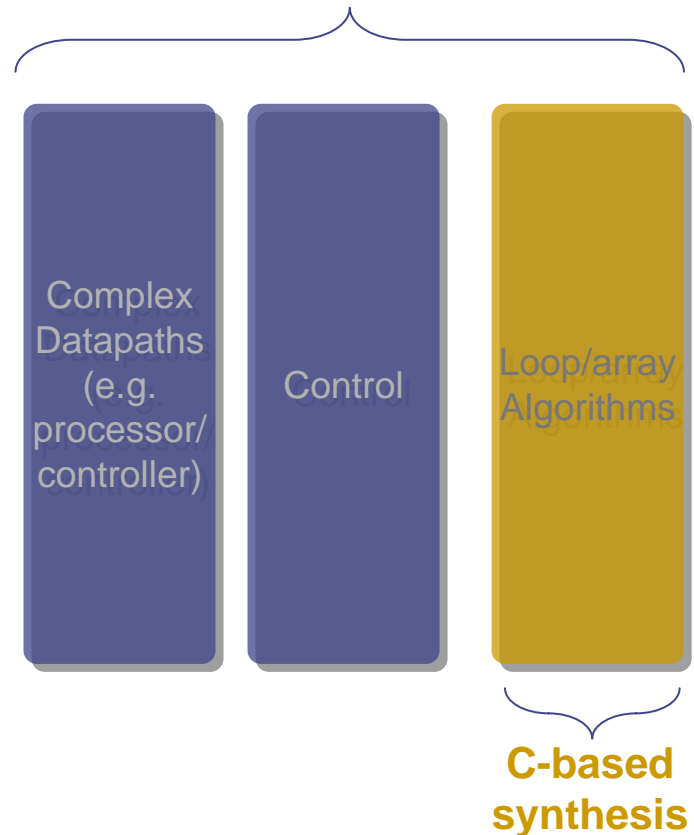 Complex
Datapaths
(e.g.
processor/
controller)
Control
Loop/array
Algorithms
C-based
synthesis